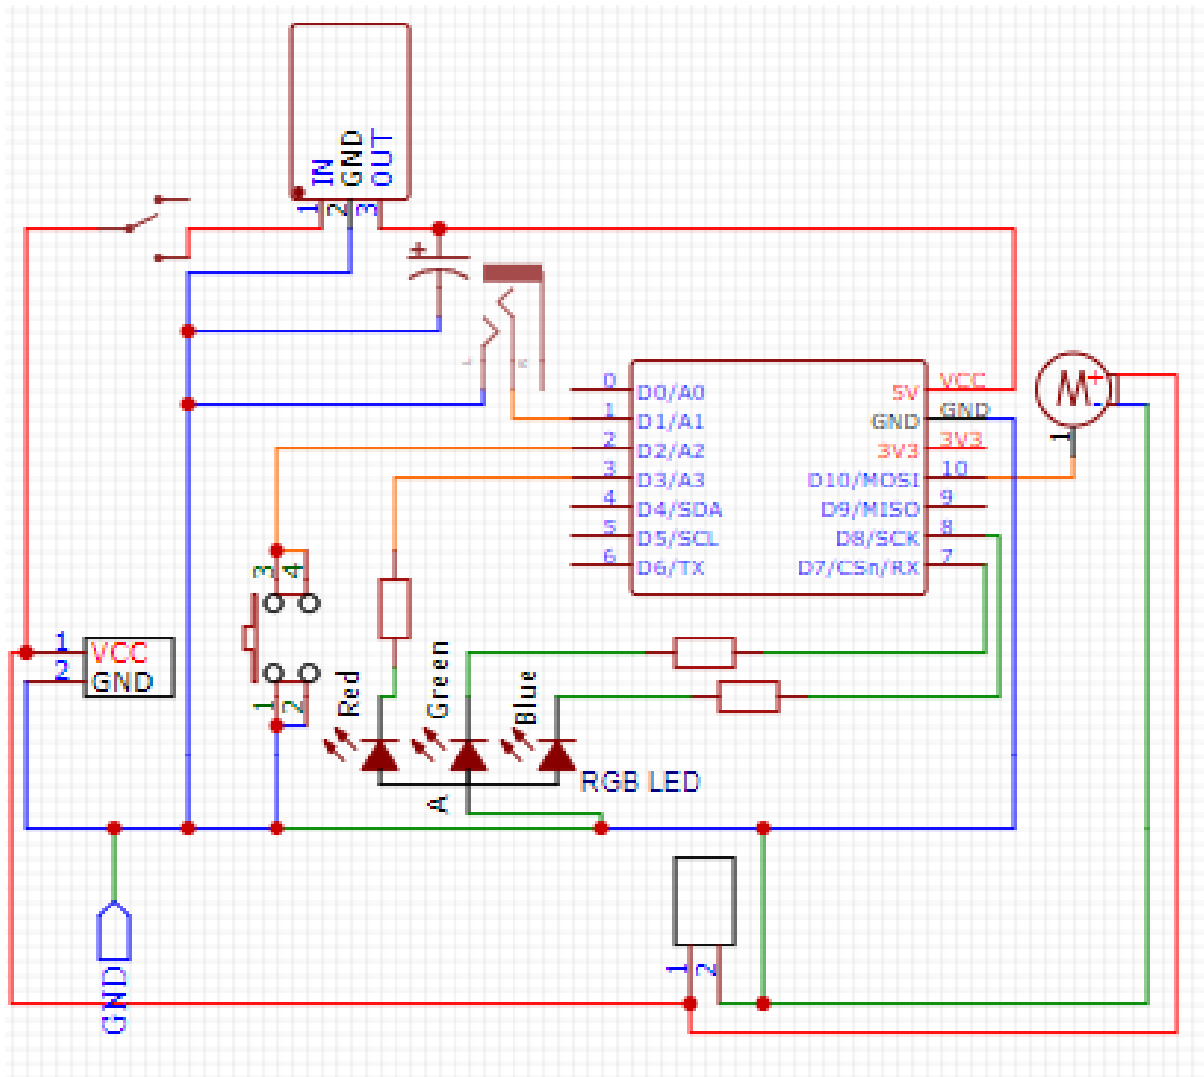 IN
GND
OUT
1
2
3
+
0
1
2
3
4
5
6
D0/A0
D1/A1
D2/A2
D3/A3
D4/SDA
D5/SCL
D6/TX
5V
GND
3V3
D10/MOSI
D9/MISO
D8/SCK
D7/CSn/RX
VCC
GND
3V3
10
9
8
7
M
+
-
1
3
4
1
2
1
2
VCC
GND
Red
Green
Blue
A
RGB LED
GND
1
2